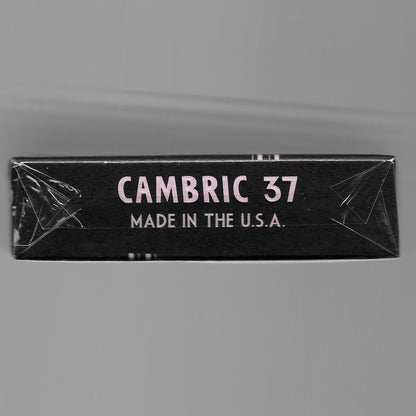 CAMBRIC 37
MADE IN THE U.S.A.